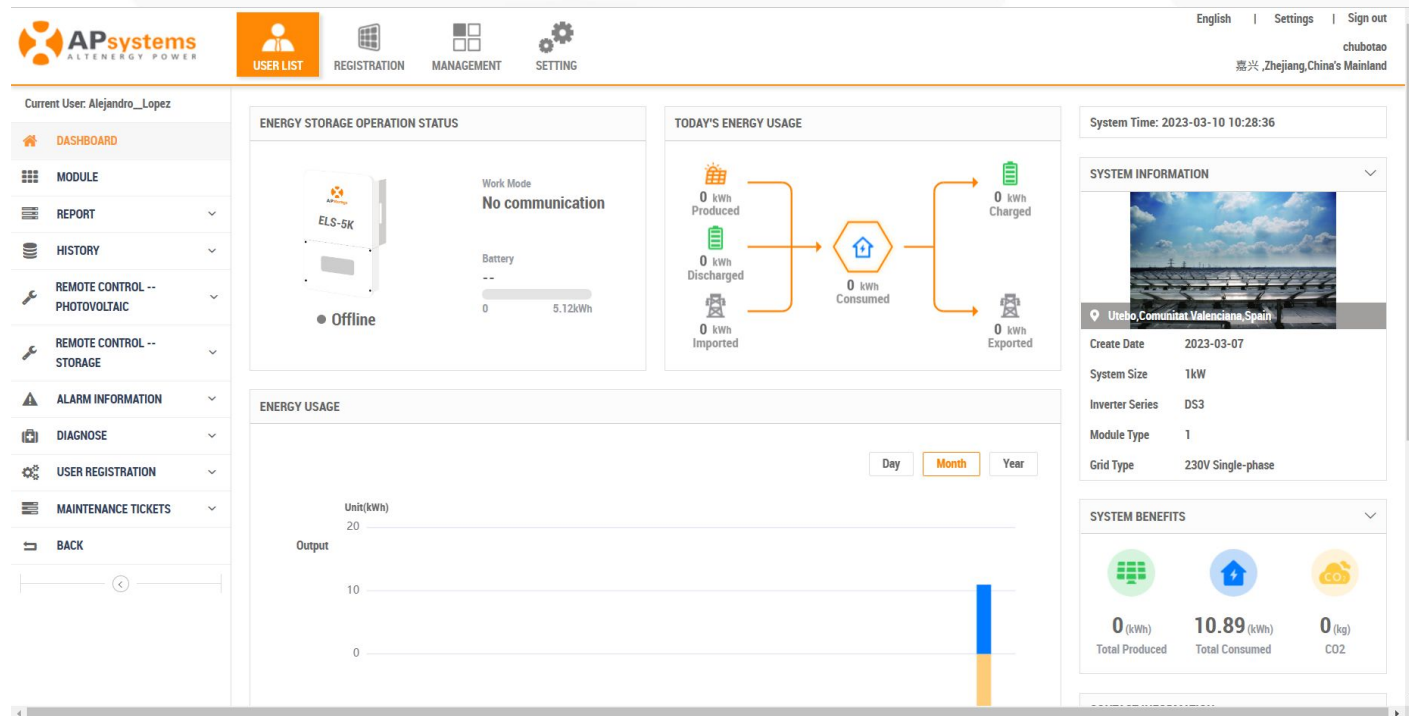 English | Settings | Sign out
APsystems
ALTENERGY POWER
USER LIST
REGISTRATION
MANAGEMENT
SETTING
chubotao
嘉兴 ,Zhejiang,China's Mainland
Current User: Alejandro__Lopez
DASHBOARD
MODULE
REPORT
HISTORY
REMOTE CONTROL --
PHOTOVOLTAIC
REMOTE CONTROL --
STORAGE
ALARM INFORMATION
DIAGNOSE
USER REGISTRATION
MAINTENANCE TICKETS
BACK
ENERGY STORAGE OPERATION STATUS
APsystems
ELS-5K
Offline
Work Mode
No communication
Battery
--
0 5.12kWh
TODAY'S ENERGY USAGE
0 kWh
Produced
0 kWh
Discharged
0 kWh
Imported
0 kWh
Consumed
0 kWh
Charged
0 kWh
Exported
ENERGY USAGE
Day Month Year
Unit(kWh)
20
Output
10
0
System Time: 2023-03-10 10:28:36
SYSTEM INFORMATION
Utebo,Comunitat Valenciana,Spain
Create Date 2023-03-07
System Size 1kW
Inverter Series DS3
Module Type 1
Grid Type 230V Single-phase
SYSTEM BENEFITS
CO2
0 (kWh)
Total Produced
10.89 (kWh)
Total Consumed
0 (kg)
CO2